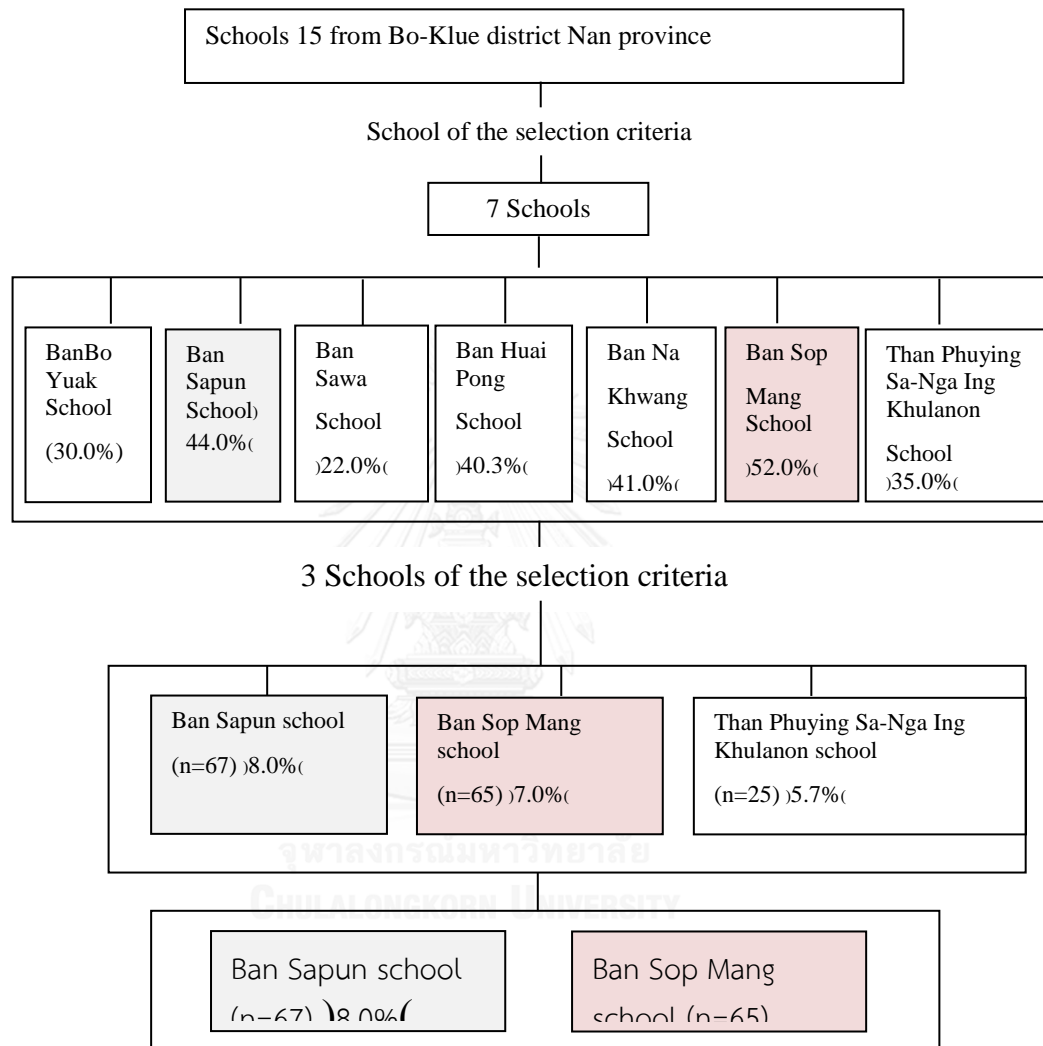 Schools 15 from Bo-Klue district Nan province
School of the selection criteria
7 Schools
BanBo
Yuak
School
(30.0%)
Ban
Sapun
School)
44.0%(
Ban
Sawa
School
)22.0%(
Ban Huai
Pong
School
)40.3%(
Ban Na
Khwang
School
)41.0%(
Ban Sop
Mang
School
)52.0%(
Than Phuying
Sa-Nga Ing
Khulanon
School
)35.0%(
3 Schools of the selection criteria
Ban Sapun school
(n=67) )8.0%(
Ban Sop Mang
school
(n=65) )7.0%(
Than Phuying Sa-Nga Ing
Khulanon school
(n=25) )5.7%(
จุฬาลงกรณ์มหาวิทยาลัย
CHULALONGKORN UNIVERSITY
Ban Sapun school
(n=67) )8.0%(
Ban Sop Mang
school (n=65)